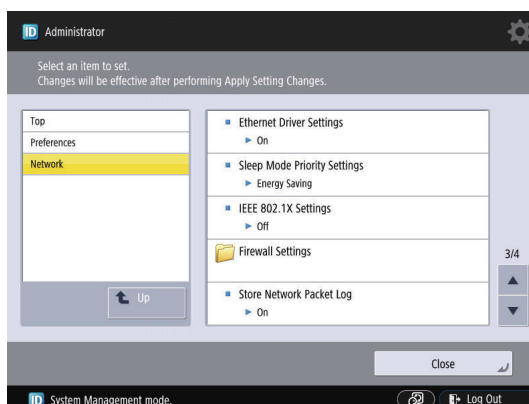 ID Administrator
Select an item to set.
Changes will be effective after performing Apply Setting Changes.
Top
Preferences
Network
Up
Ethernet Driver Settings
On
Sleep Mode Priority Settings
Energy Saving
IEEE 802.1X Settings
Off
Firewall Settings
Store Network Packet Log
On
3/4
Close
ID System Management mode.
Log Out